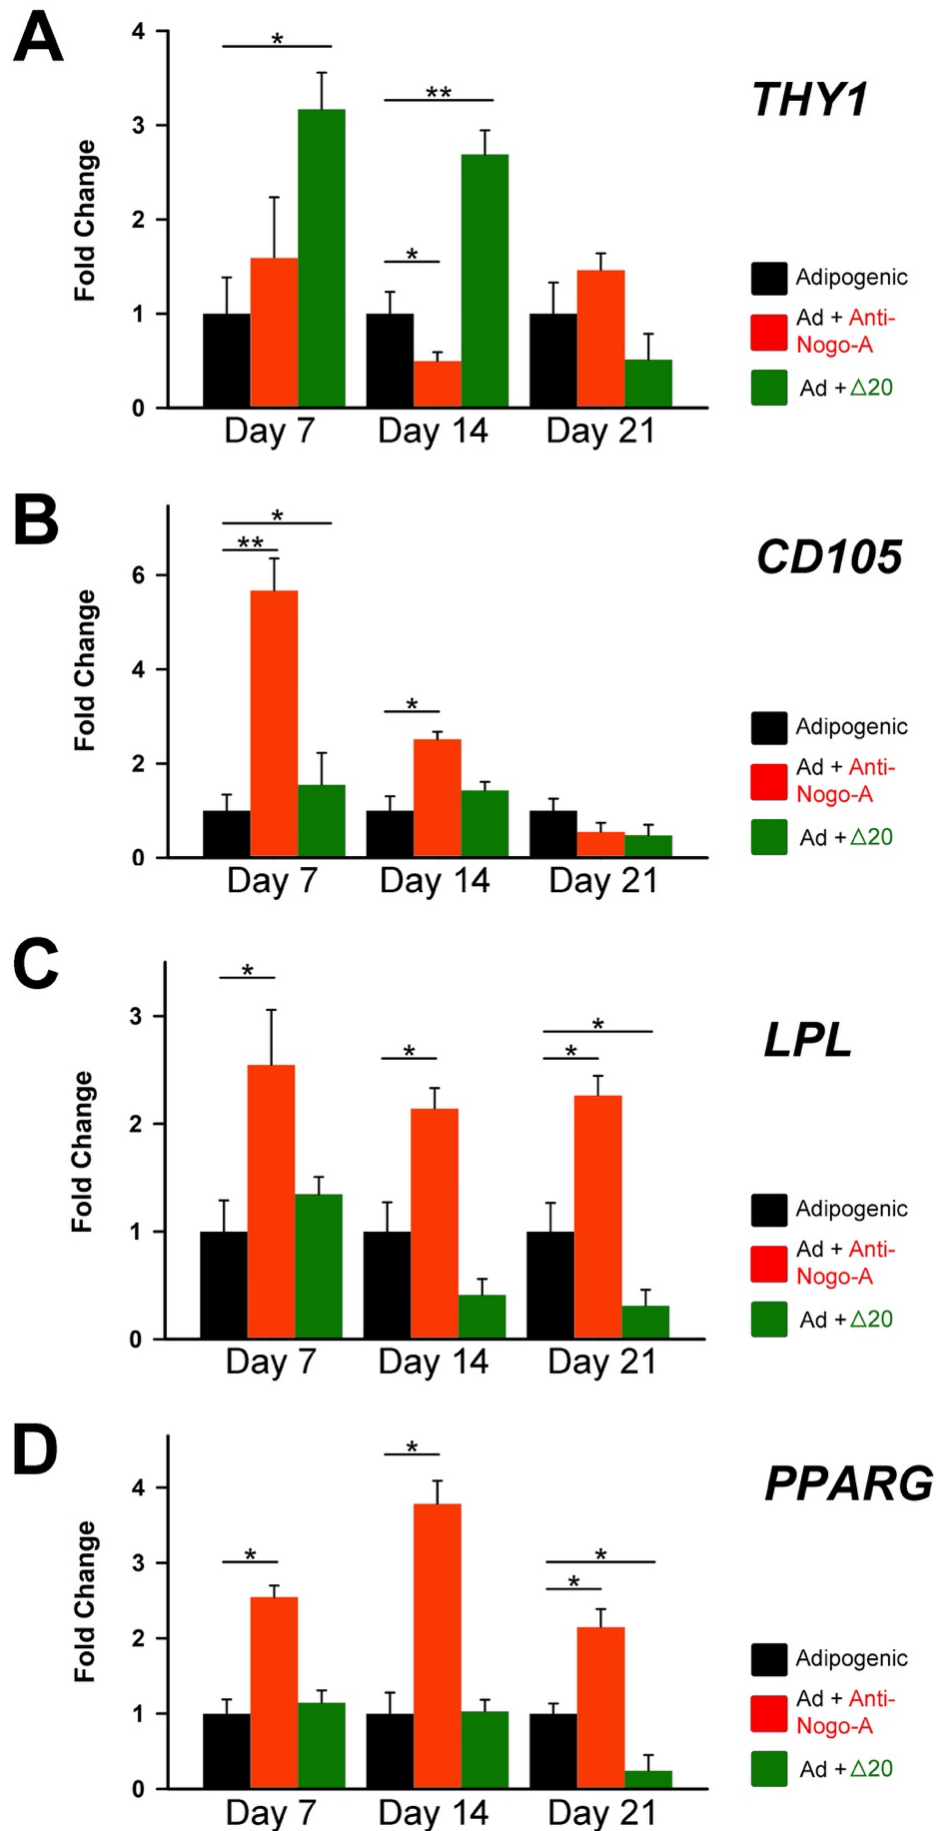 A
4
3
2
1
0
Fold Change
*
**
*
Day 7
Day 14
Day 21
THY1
Adipogenic
Ad + Anti-
Nogo-A
Ad + Δ20
B
6
4
2
0
Fold Change
*
**
*
Day 7
Day 14
Day 21
CD105
Adipogenic
Ad + Anti-
Nogo-A
Ad + Δ20
C
3
2
1
0
Fold Change
*
*
*
*
Day 7
Day 14
Day 21
LPL
Adipogenic
Ad + Anti-
Nogo-A
Ad + Δ20
D
4
3
2
1
0
Fold Change
*
*
*
*
Day 7
Day 14
Day 21
PPARG
Adipogenic
Ad + Anti-
Nogo-A
Ad + Δ20